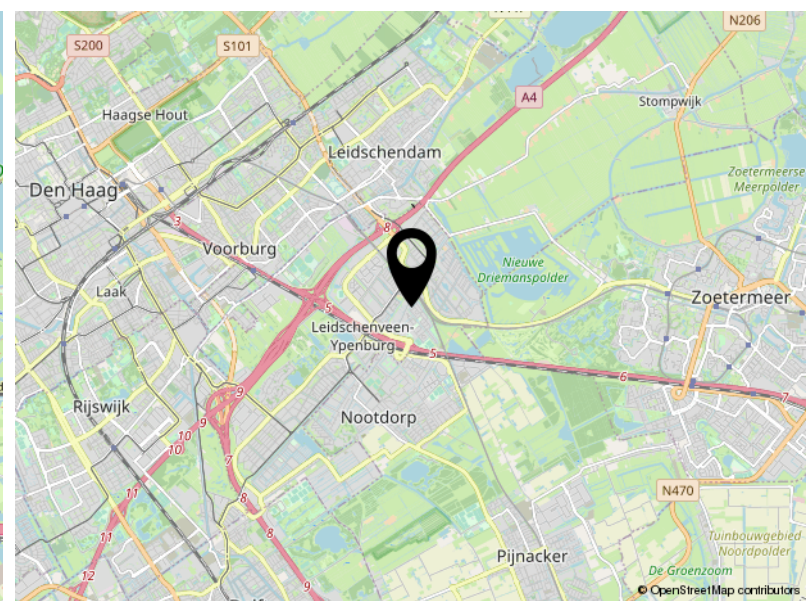 N206
S200
S101
A4
Stompwijk
Haagse Hout
Leidschendam
Zoetermeerse
Meerpolder
Den Haag
3
8
Voorburg
Nieuwe
Driemanspolder
Laak
5
Zoetermeer
Leidschenveen-
Ypenburg
5
6
7
9
Rijswijk
9
10
10
Nootdorp
7
11
11
8
N470
8
Tuinbouwgebied
Noordpolder
Pijnacker
De Groenzoom
12
9
© OpenStreetMap contributors